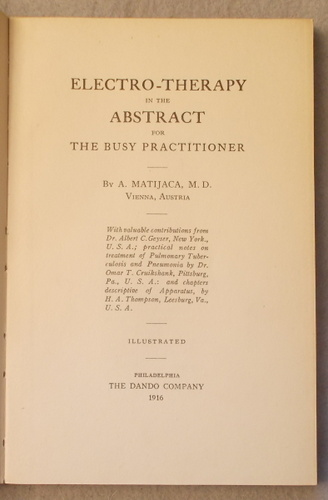 ELECTRO-THERAPY
IN THE
ABSTRACT
FOR
THE BUSY PRACTITIONER
By A. MATIJACA, M. D.
Vienna, Austria
With valuable contributions from
Dr. Albert C. Geyser, New York,
U. S. A.; practical notes on
treatment of Pulmonary Tuber-
culosis and Pneumonia by Dr.
Omar T. Cruikshank, Pittsburg,
Pa., U. S. A.: and chapters
descriptive of Apparatus, by
H. A. Thompson, Leesburg, Va.,
U. S. A.
ILLUSTRATED
PHILADELPHIA
THE DANDO COMPANY
1916